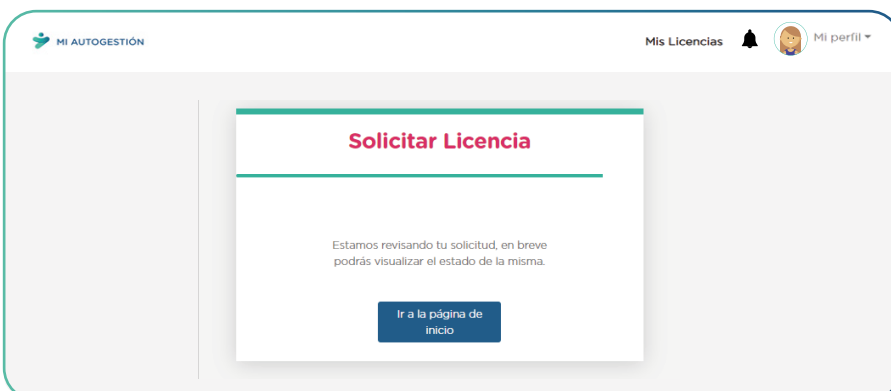 MI AUTOGESTIÓN
Mis Licencias
Mi perfil
Solicitar Licencia
Estamos revisando tu solicitud, en breve
podrás visualizar el estado de la misma.
Ir a la página de
inicio